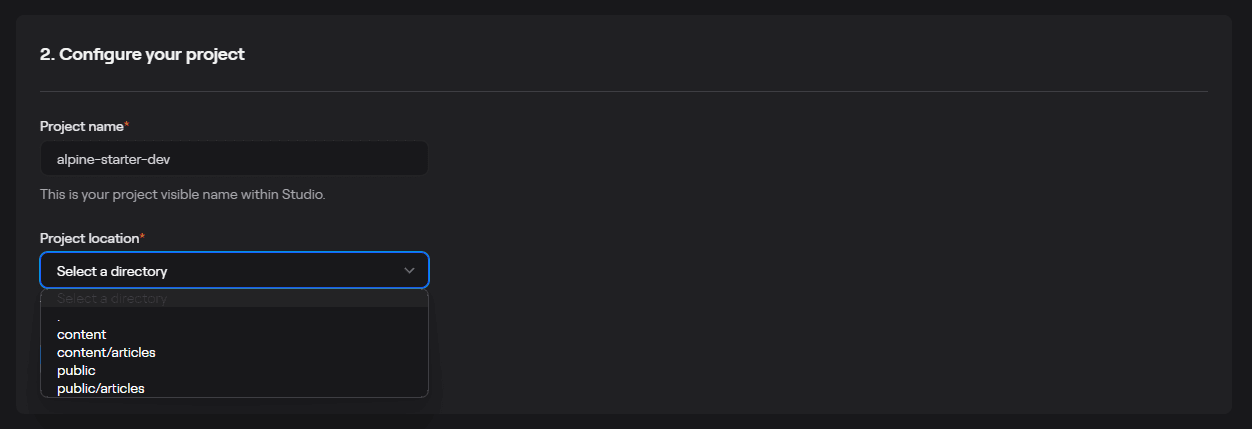 2. Configure your project
Project name*
alpine-starter-dev
This is your project visible name within Studio.
Project location*
Select a directory
Select a directory
.
content
content/articles
public
public/articles